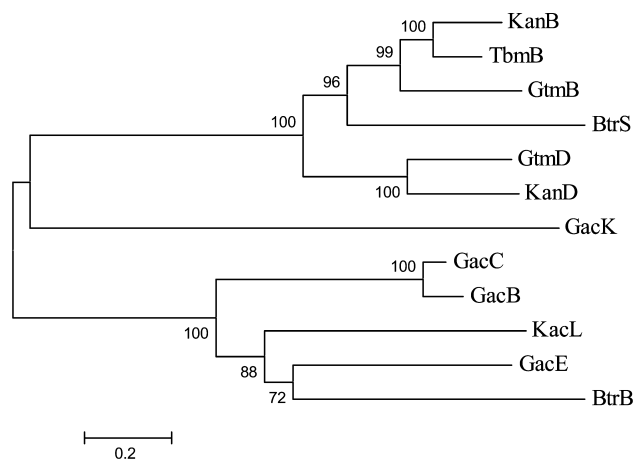 KanB
100
TbmB
99
GtmB
96
BtrS
100
GtmD
100
KanD
GacK
GacC
100
GacB
100
KacL
88
GacE
72
BtrB
0.2